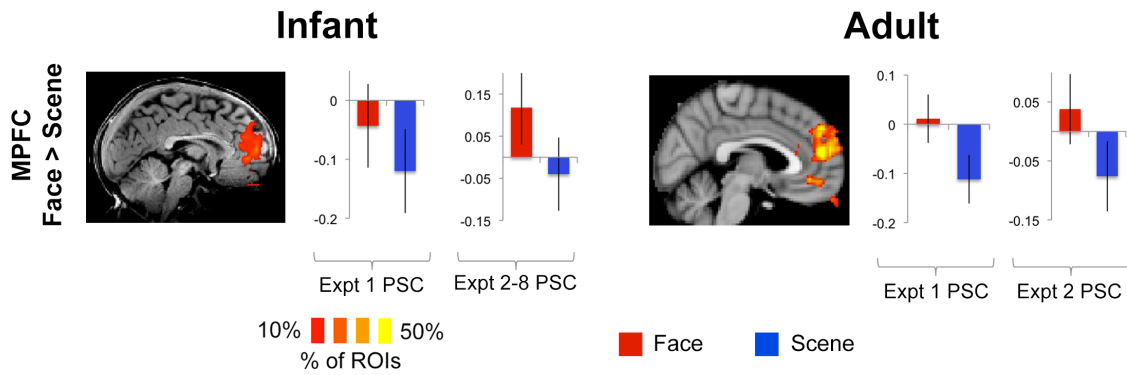 Infant
Adult
MPFC
Face > Scene
0
-0.1
-0.2
Expt 1 PSC
0.15
0.05
-0.05
-0.15
Expt 2-8 PSC
0.1
0
-0.1
-0.2
Expt 1 PSC
0.05
-0.05
-0.15
Expt 2 PSC
10% 50%
% of ROIs
Face Scene